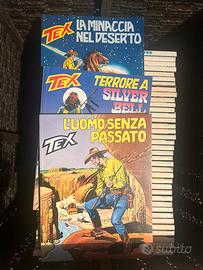 TEX
LA MINACCIA
NEL DESERTO
TEX
TERRORE A
SILVER
BELL
L'UOMO SENZA
PASSATO
TEX
subito